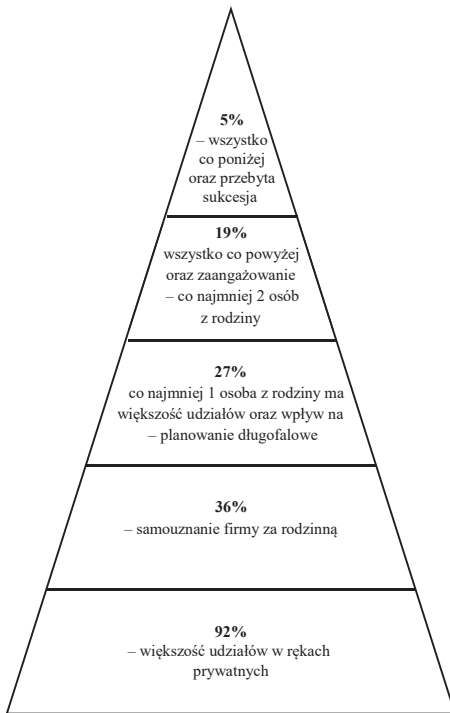 5%
– wszystko
co poniżej
oraz przebyta
sukcesja
19%
wszystko co powyżej
oraz zaangażowanie
– co najmniej 2 osób
z rodziny
27%
co najmniej 1 osoba z rodziny ma
większość udziałów oraz wpływ na
– planowanie długofalowe
36%
– samouznanie firmy za rodzinną
92%
– większość udziałów w rękach
prywatnych